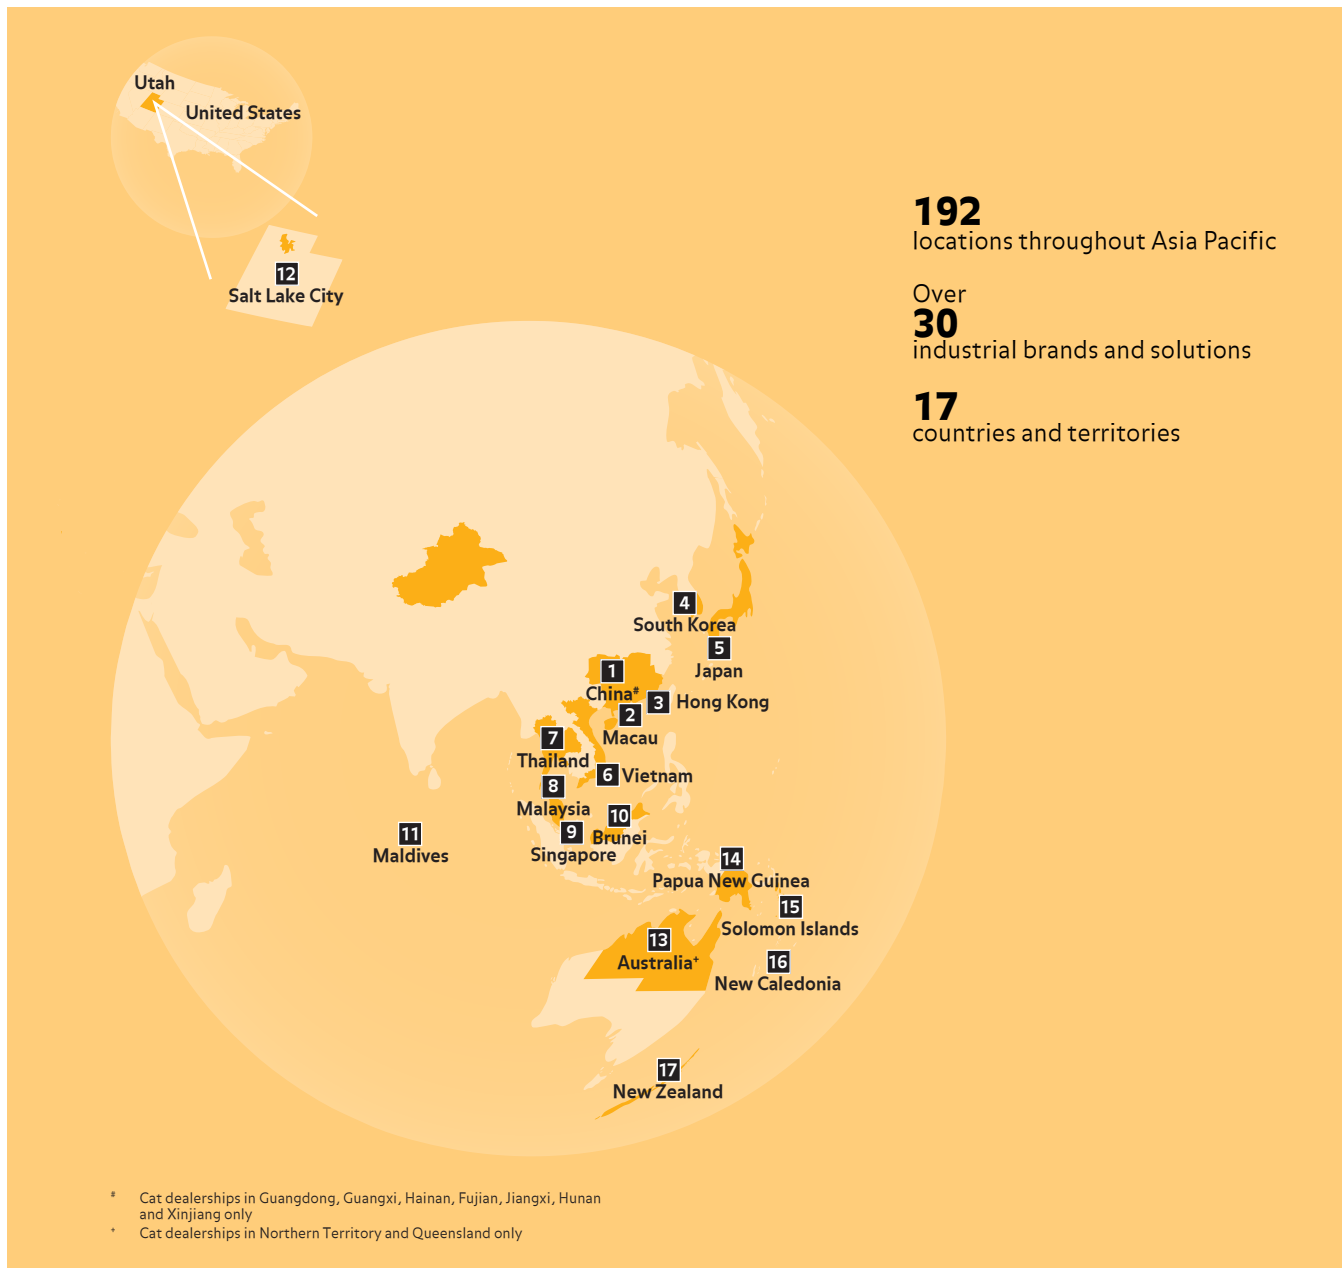 Utah
United States
12
Salt Lake City
192
locations throughout Asia Pacific
Over
30
industrial brands and solutions
17
countries and territories
4
South Korea
5
Japan
1
China#
3 Hong Kong
2
Macau
7
Thailand
6 Vietnam
8
Malaysia
10
Brunei
9
Singapore
11
Maldives
14
Papua New Guinea
15
Solomon Islands
13
Australia+
16
New Caledonia
17
New Zealand
# Cat dealerships in Guangdong, Guangxi, Hainan, Fujian, Jiangxi, Hunan
and Xinjiang only
+ Cat dealerships in Northern Territory and Queensland only